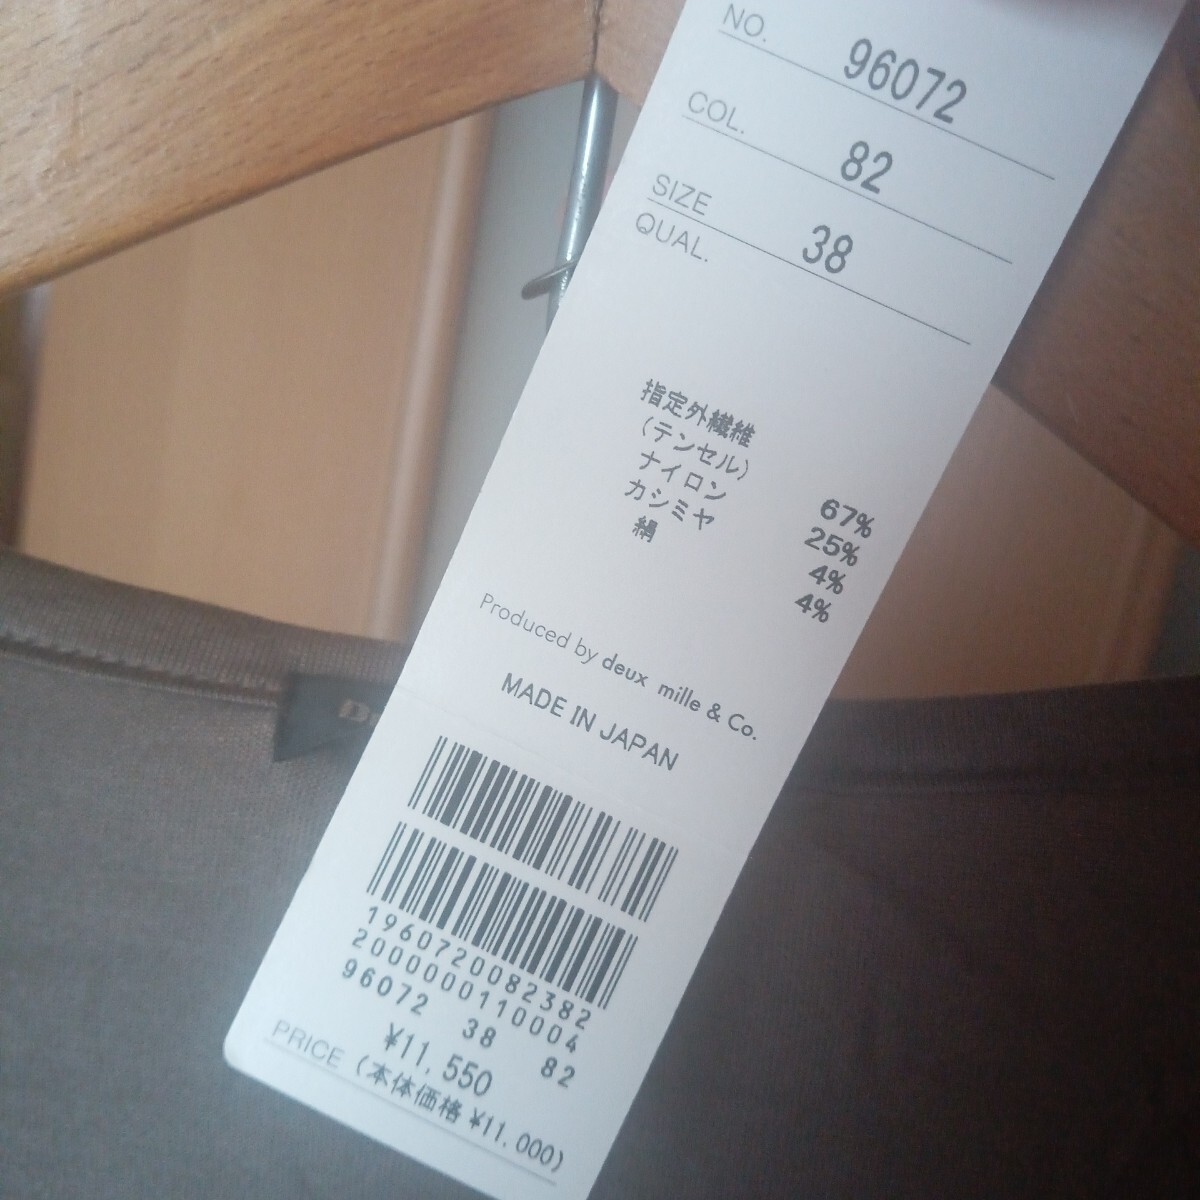 NO. 96072
COL. 82
SIZE 38
QUAL.
指定外繊維
(テンセル) 67%
ナイロン 25%
カシミヤ 4%
絹 4%
Produced by deux mille & Co.
MADE IN JAPAN
1960720082382
2000000110004
96072 38 82
¥11,550
PRICE (本体価格 ¥11,000)